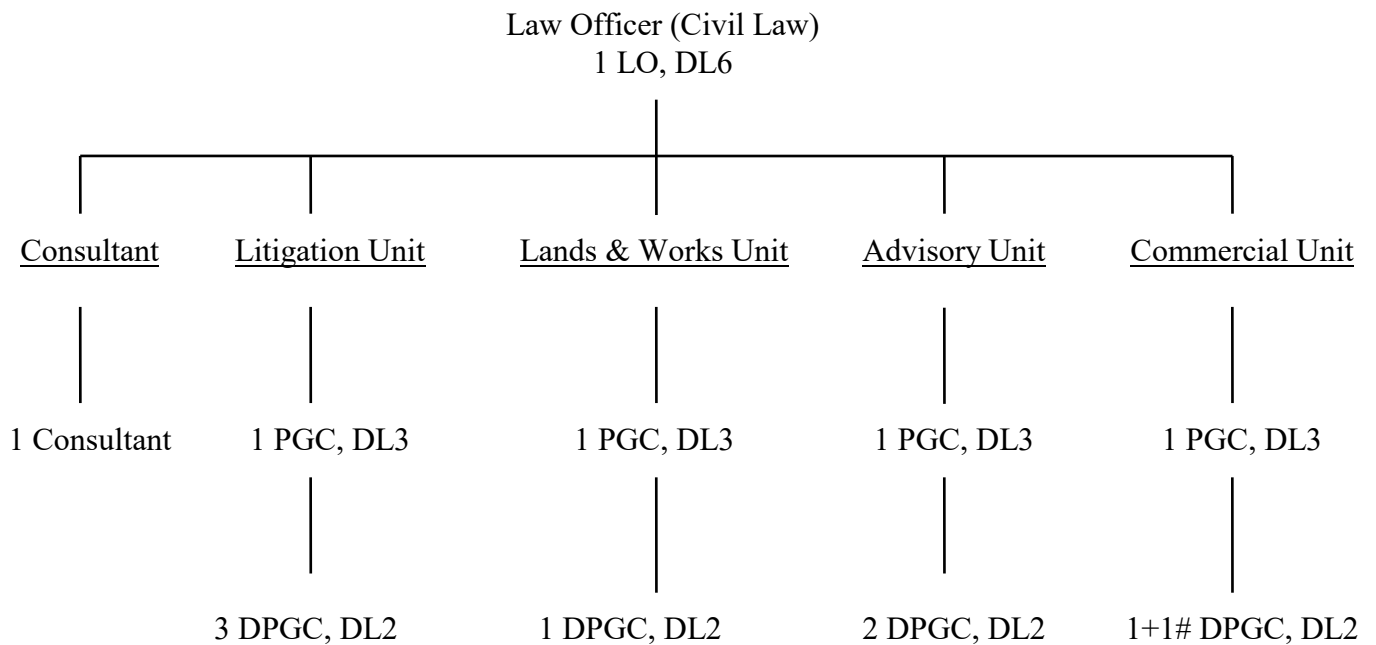 Law Officer (Civil Law)
1 LO, DL6
Consultant
Litigation Unit
Lands & Works Unit
Advisory Unit
Commercial Unit
1 Consultant
1 PGC, DL3
1 PGC, DL3
1 PGC, DL3
1 PGC, DL3
3 DPGC, DL2
1 DPGC, DL2
2 DPGC, DL2
1+1# DPGC, DL2